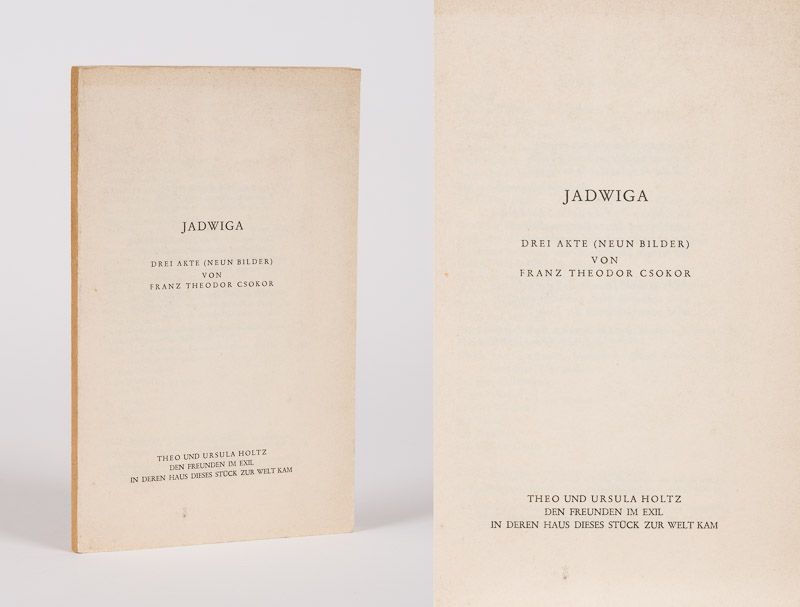 JADWIGA
DREI AKTE (NEUN BILDER)
VON
FRANZ THEODOR CSOKOR
THEO UND URSULA HOLTZ
DEN FREUNDEN IM EXIL
IN DEREN HAUS DIESES STÜCK ZUR WELT KAM
JADWIGA
DREI AKTE (NEUN BILDER)
VON
FRANZ THEODOR CSOKOR
THEO UND URSULA HOLTZ
DEN FREUNDEN IM EXIL
IN DEREN HAUS DIESES STÜCK ZUR WELT KAM